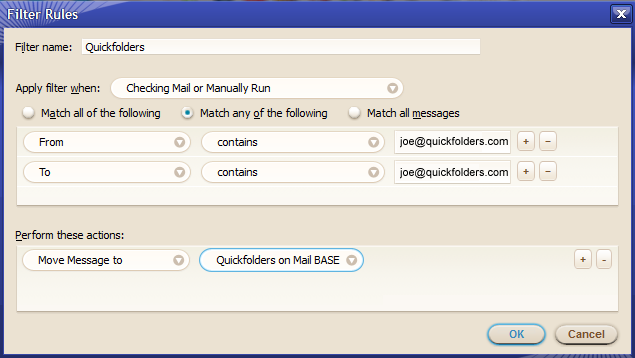 Filter Rules
Filter name: Quickfolders
Apply filter when: Checking Mail or Manually Run
Match all of the following Match any of the following Match all messages
From contains joe@quickfolders.com + -
To contains joe@quickfolders.com + -
Perform these actions:
Move Message to Quickfolders on Mail BASE + -
OK Cancel